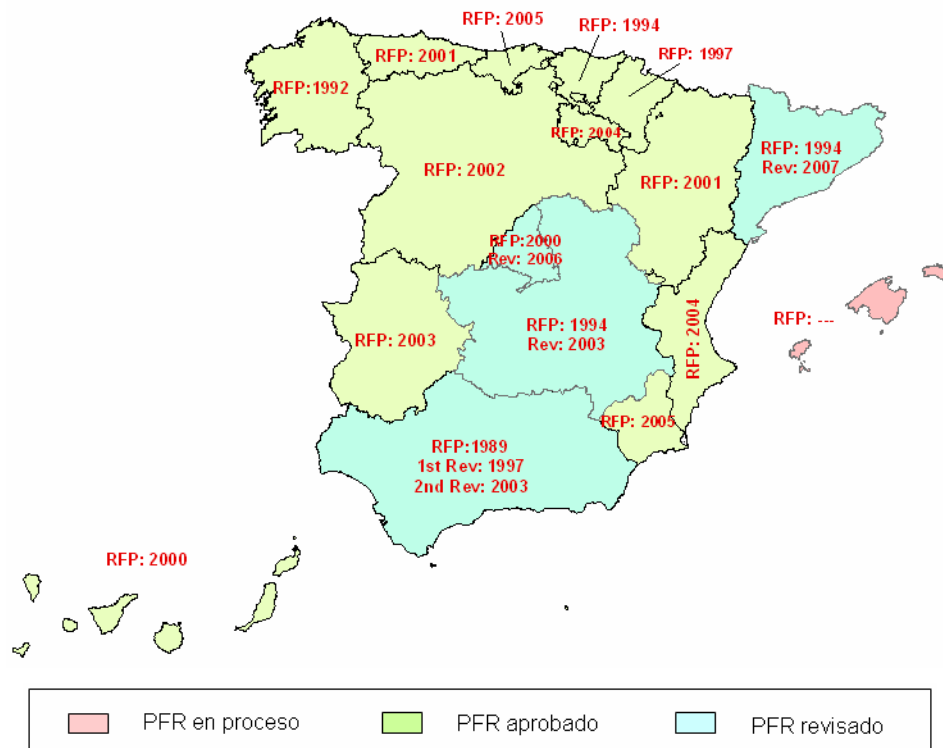 RFP: 2005
RFP: 1994
RFP: 1997
RFP: 2001
RFP:1992
RFP: 2004
RFP: 1994
Rev: 2007
RFP: 2002
RFP: 2001
RFP:2000
Rev: 2006
RFP: ---
RFP: 1994
Rev: 2003
RFP: 2004
RFP: 2003
RFP: 2005
RFP:1989
1st Rev: 1997
2nd Rev: 2003
RFP: 2000
PFR en proceso
PFR aprobado
PFR revisado